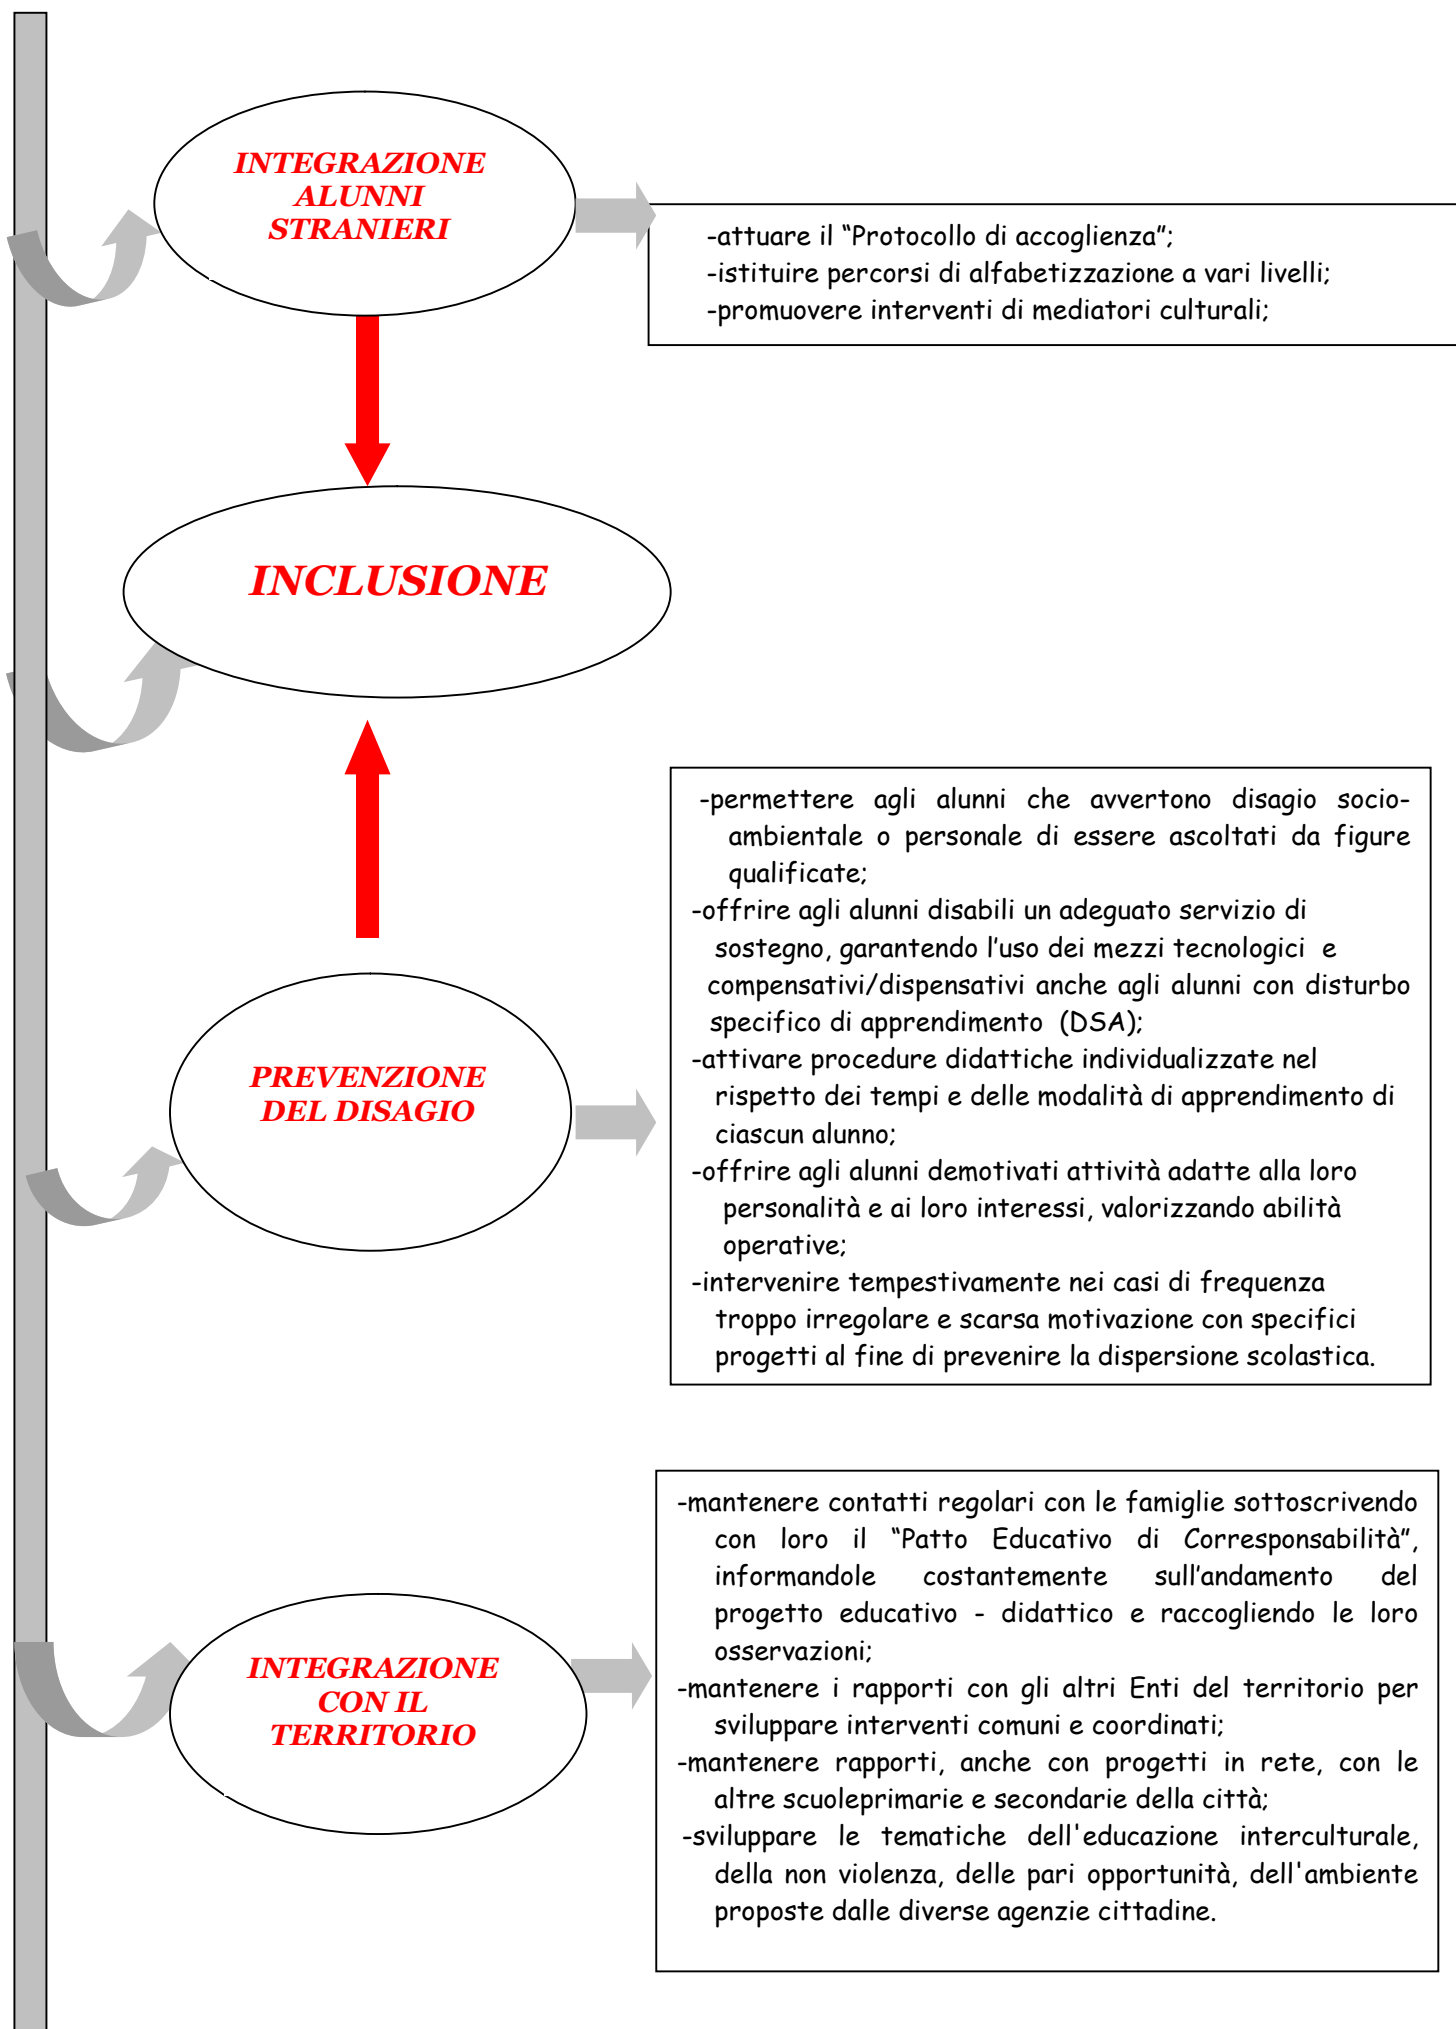 INTEGRAZIONE
ALUNNI
STRANIERI
-attuare il “Protocollo di accoglienza”;
-istituire percorsi di alfabetizzazione a vari livelli;
-promuovere interventi di mediatori culturali;
INCLUSIONE
PREVENZIONE
DEL DISAGIO
-permettere agli alunni che avvertono disagio socio-
ambientale o personale di essere ascoltati da figure
qualificate;
-offrire agli alunni disabili un adeguato servizio di
sostegno, garantendo l’uso dei mezzi tecnologici e
compensativi/dispensativi anche agli alunni con disturbo
specifico di apprendimento (DSA);
-attivare procedure didattiche individualizzate nel
rispetto dei tempi e delle modalità di apprendimento di
ciascun alunno;
-offrire agli alunni demotivati attività adatte alla loro
personalità e ai loro interessi, valorizzando abilità
operative;
-intervenire tempestivamente nei casi di frequenza
troppo irregolare e scarsa motivazione con specifici
progetti al fine di prevenire la dispersione scolastica.
INTEGRAZIONE
CON IL
TERRITORIO
-mantenere contatti regolari con le famiglie sottoscrivendo
con loro il “Patto Educativo di Corresponsabilità”,
informandole costantemente sull’andamento del
progetto educativo - didattico e raccogliendo le loro
osservazioni;
-mantenere i rapporti con gli altri Enti del territorio per
sviluppare interventi comuni e coordinati;
-mantenere rapporti, anche con progetti in rete, con le
altre scuoleprimarie e secondarie della città;
-sviluppare le tematiche dell'educazione interculturale,
della non violenza, delle pari opportunità, dell'ambiente
proposte dalle diverse agenzie cittadine.